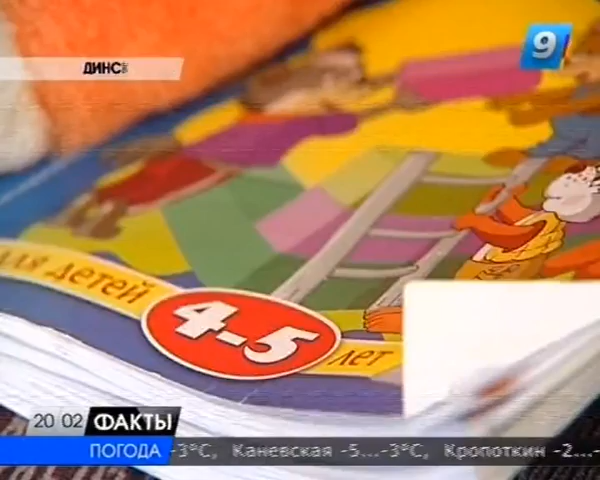 9
ДИНС
для детей
4-5
лет
20 02 ФАКТЫ
ПОГОДА -3°C, Каневская -5...-3°C, Кропоткин -2...-